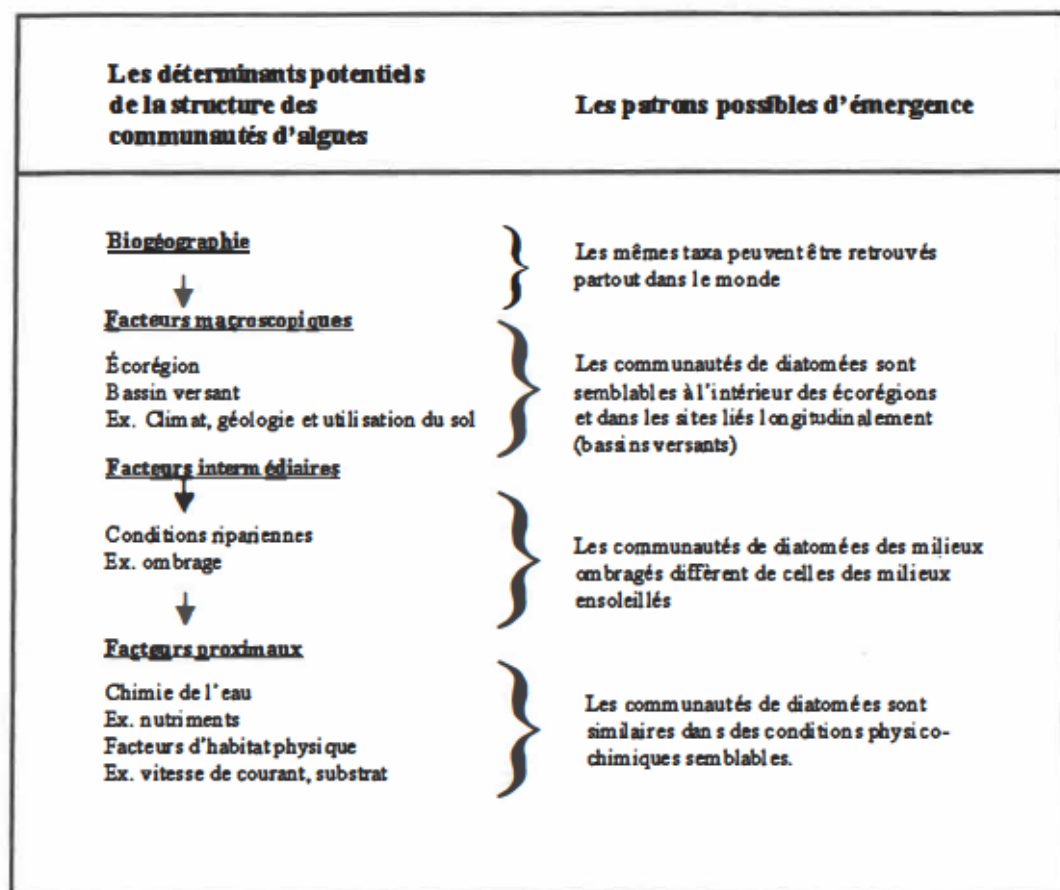 Les déterminants potentiels
de la structure des
communautés d'algues
Les patrons possibles d'émergence
Biogéographie
Les mêmes taxa peuvent être retrouvés
partout dans le monde
Facteurs macroscopiques
Écorégion
Bassin versant
Ex. Climat, géologie et utilisation du sol
Les communautés de diatomées sont
semblables à l'intérieur des écorégions
et dans les sites liés longitudinalement
(bassins versants)
Facteurs intermédiaires
Conditions ripariennes
Ex. ombrage
Les communautés de diatomées des milieux
ombragés diffèrent de celles des milieux
ensoleillés
Facteurs proximaux
Chimie de l'eau
Ex. nutriments
Facteurs d'habitat physique
Ex. vitesse de courant, substrat
Les communautés de diatomées sont
similaires dans des conditions physico-
chimiques semblables.